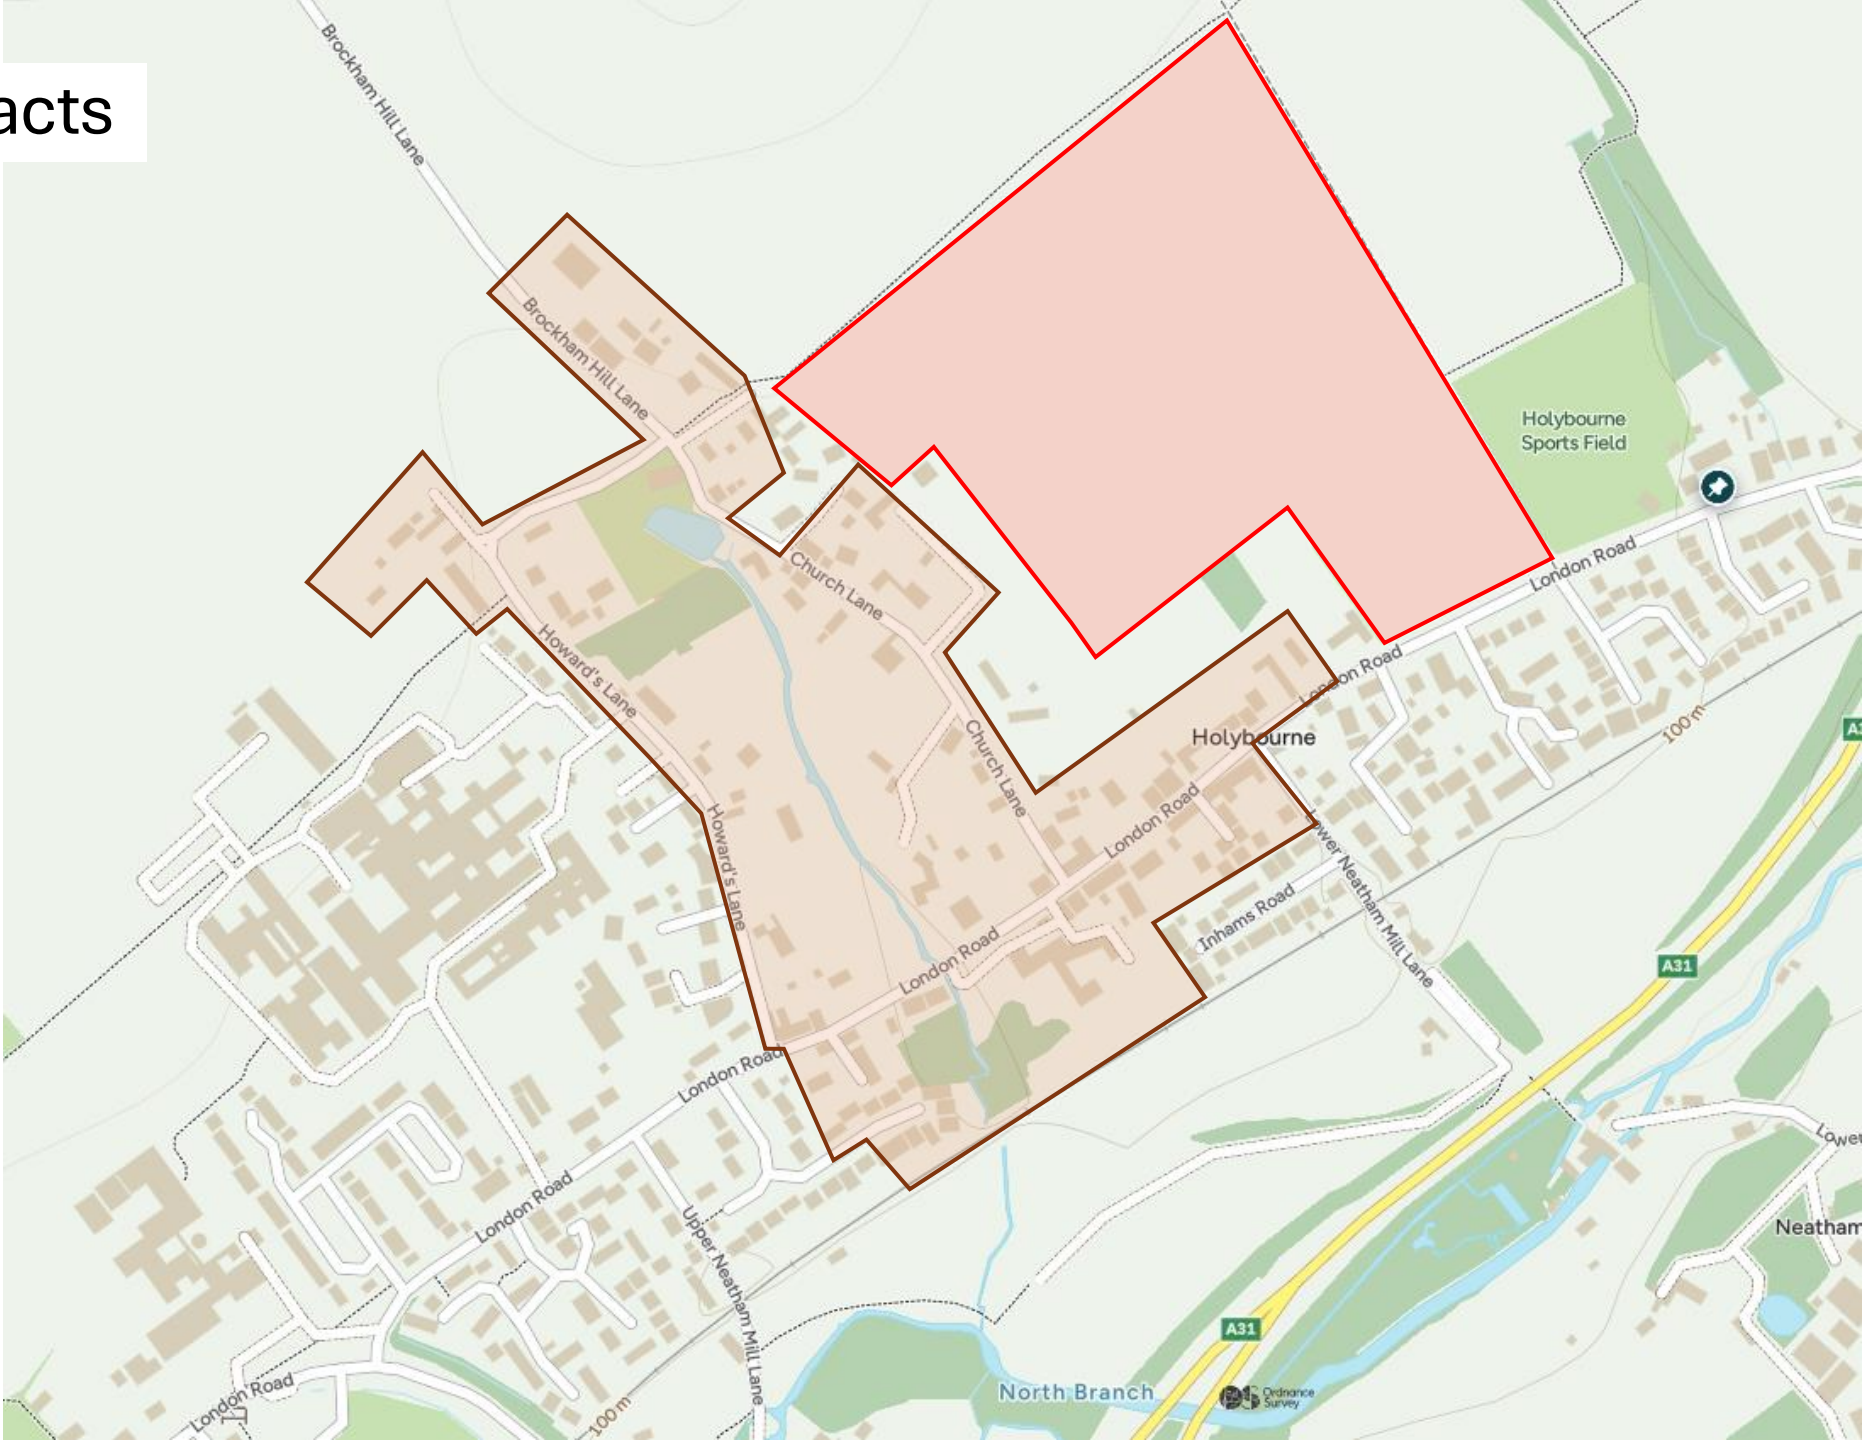 acts
Brockham Hill Lane
Brockham Hill Lane
Holybourne
Sports Field
London Road
Church Lane
Howard's Lane
London Road
100 m
Holybourne
Church Lane
London Road
Howard's Lane
Lower Neatham Mill Lane
Inhams Road
London Road
A31
London Road
London Road
Upper Neatham Mill Lane
Neatham
A31
London Road
North Branch
Ordnance
Survey
100 m